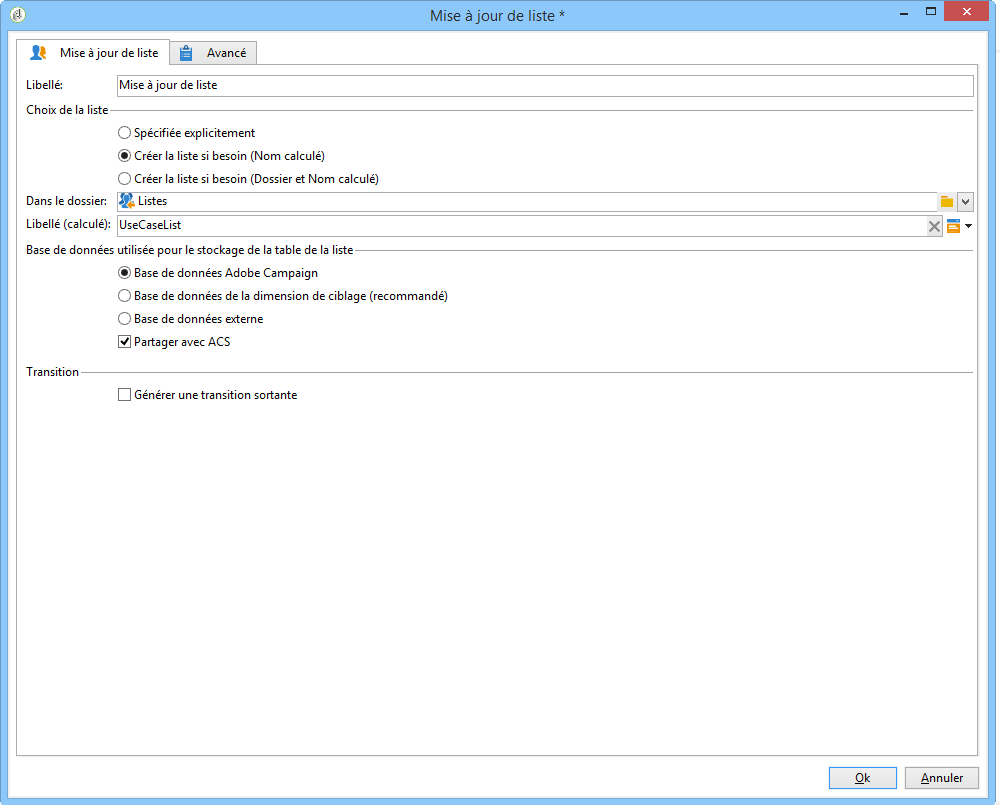 Mise à jour de liste *
Mise à jour de liste
Avancé
Libellé: Mise à jour de liste
Choix de la liste
Spécifiée explicitement
Créer la liste si besoin (Nom calculé)
Créer la liste si besoin (Dossier et Nom calculé)
Dans le dossier: Listes
Libellé (calculé): UseCaseList
Base de données utilisée pour le stockage de la table de la liste
Base de données Adobe Campaign
Base de données de la dimension de ciblage (recommandé)
Base de données externe
Partager avec ACS
Transition
Générer une transition sortante
Ok Annuler